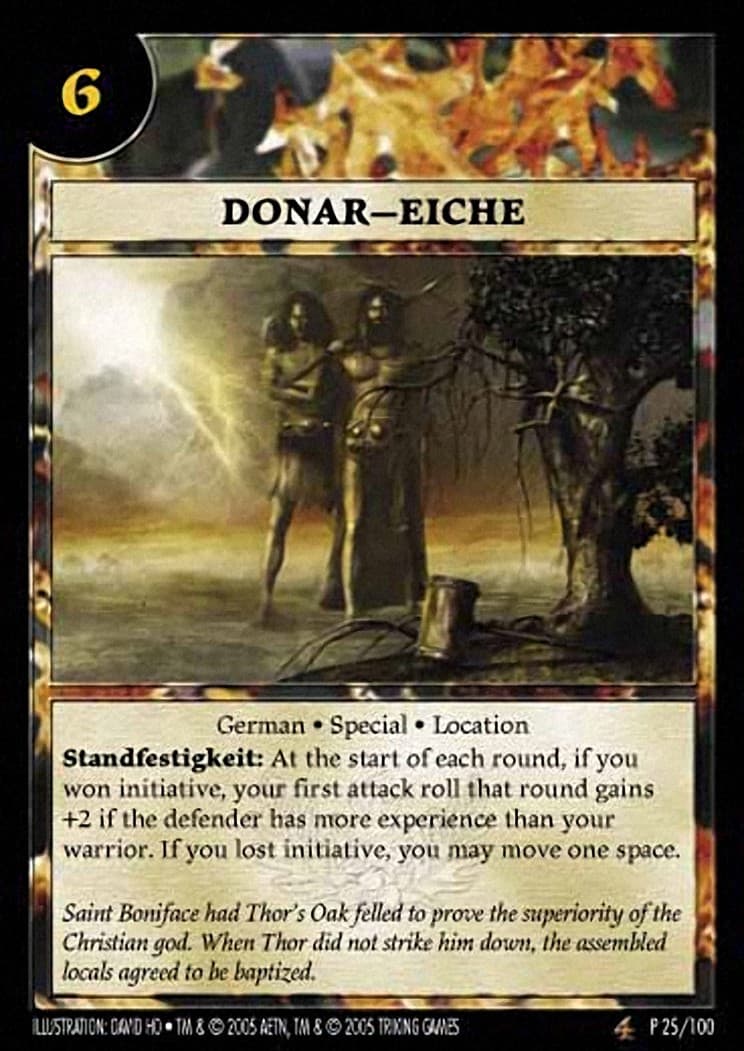 6
DONAR—EICHE
German • Special • Location
Standfestigkeit: At the start of each round, if you
won initiative, your first attack roll that round gains
+2 if the defender has more experience than your
warrior. If you lost initiative, you may move one space.
Saint Boniface had Thor's Oak felled to prove the superiority of the
Christian god. When Thor did not strike him down, the assembled
locals agreed to be baptized.
ILLUSTRATION: DAVID HO • TM & © 2005 AETN, TM & © 2005 TRIKING GAMES 4 P 25/100